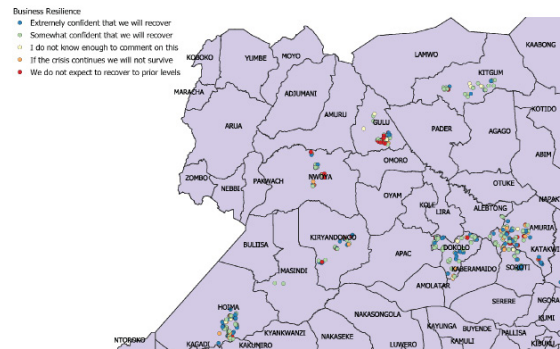 Business Resilience
Extremely confident that we will recover
Somewhat confident that we will recover
I do not know enough to comment on this
If the crisis continues we will not survive
We do not expect to recover to prior levels
KAABONG
LAMWO
KOBOKO
YUMBE
MOYO
KITGUM
MARACHA
ADJUMANI
KOTIDO
AMURU
GULU
ARUA
PADER
AGAGO
ABIM
OMORO
ZOMBO
NEBBI
PAKWACH
NWOYA
OTUKE
OYAM
KOLE
LIRA
ALEBTONG
NAPAK
AMURIA
KIRYANDONGO
BULIISA
DOKOLO
KATAKWI
APAC
MASINDI
KABERAMAIDO
SOROTI
AMOLATAR
SERERE
NGORA
HOIMA
NAKASONGOLA
KAYUNGA
BUYENDE
KUMI
PALLISA
NTOROKO
KAGADI
KAKUMIRO
KYANKWANZI
NAKASEKE
LUWERO
KAMULI
KIBUKU